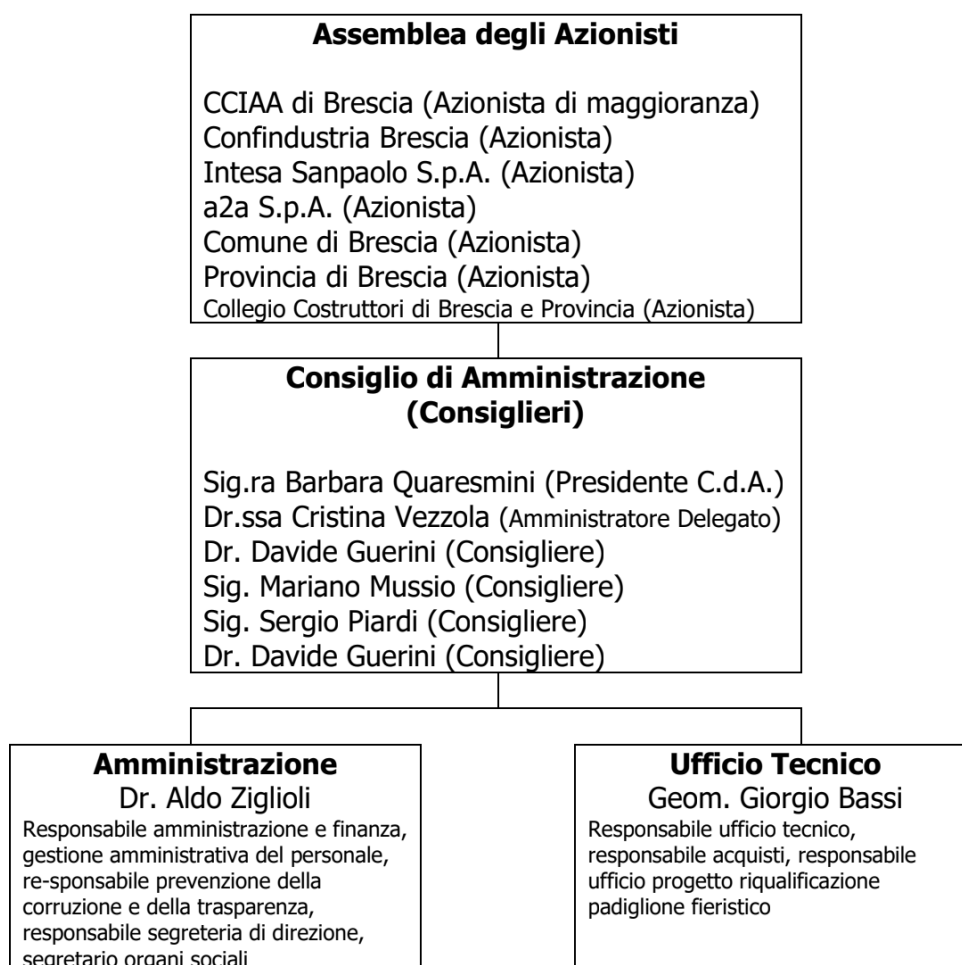 Assemblea degli Azionisti
CCIAA di Brescia (Azionista di maggioranza)
Confindustria Brescia (Azionista)
Intesa Sanpaolo S.p.A. (Azionista)
a2a S.p.A. (Azionista)
Comune di Brescia (Azionista)
Provincia di Brescia (Azionista)
Collegio Costruttori di Brescia e Provincia (Azionista)
Consiglio di Amministrazione
(Consiglieri)
Sig.ra Barbara Quaresmini (Presidente C.d.A.)
Dr.ssa Cristina Vezzola (Amministratore Delegato)
Dr. Davide Guerini (Consigliere)
Sig. Mariano Mussio (Consigliere)
Sig. Sergio Piardi (Consigliere)
Dr. Davide Guerini (Consigliere)
Amministrazione
Dr. Aldo Ziglioli
Responsabile amministrazione e finanza,
gestione amministrativa del personale,
re-sponsabile prevenzione della
corruzione e della trasparenza,
responsabile segreteria di direzione,
segretario organi sociali
Ufficio Tecnico
Geom. Giorgio Bassi
Responsabile ufficio tecnico,
responsabile acquisti, responsabile
ufficio progetto riqualificazione
padiglione fieristico